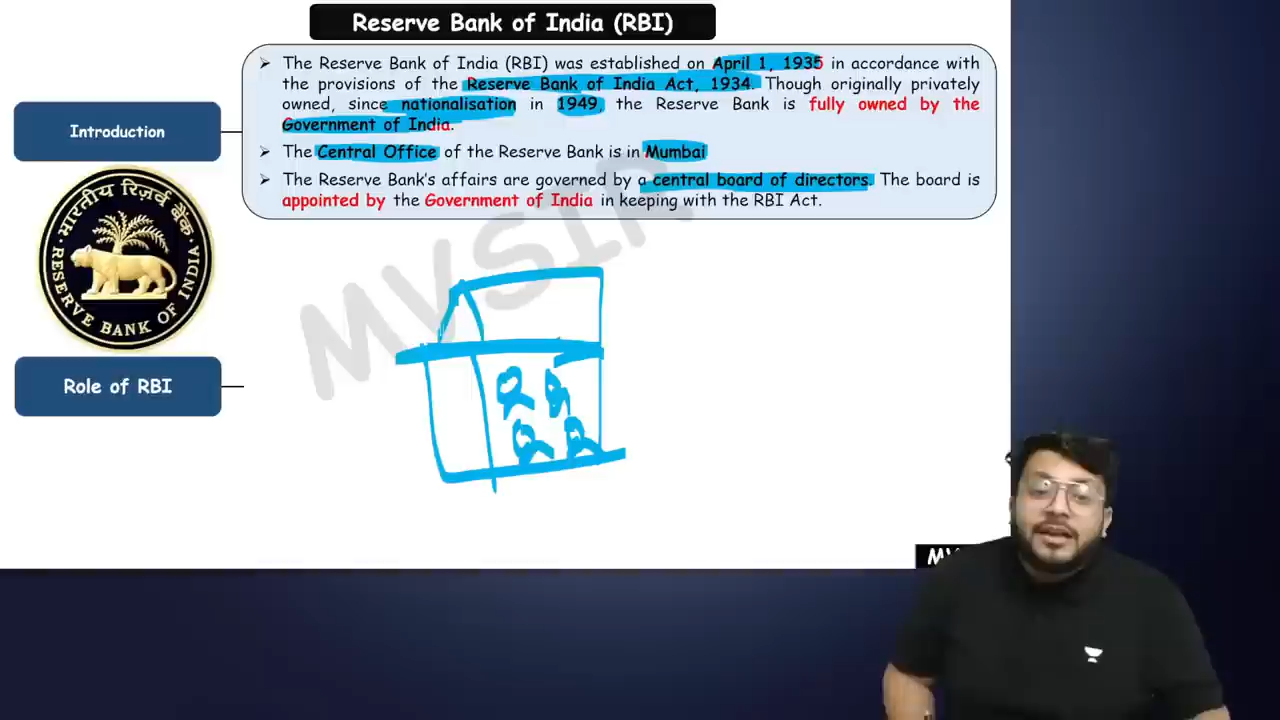 Reserve Bank of India (RBI)
➢ The Reserve Bank of India (RBI) was established on April 1, 1935 in accordance with
the provisions of the Reserve Bank of India Act, 1934. Though originally privately
owned, since nationalisation in 1949, the Reserve Bank is fully owned by the
Government of India.
➢ The Central Office of the Reserve Bank is in Mumbai
➢ The Reserve Bank's affairs are governed by a central board of directors. The board is
appointed by the Government of India in keeping with the RBI Act.
Introduction
भारतीय रिज़र्व बैंक
RESERVE BANK OF INDIA
Role of RBI
MVSIR